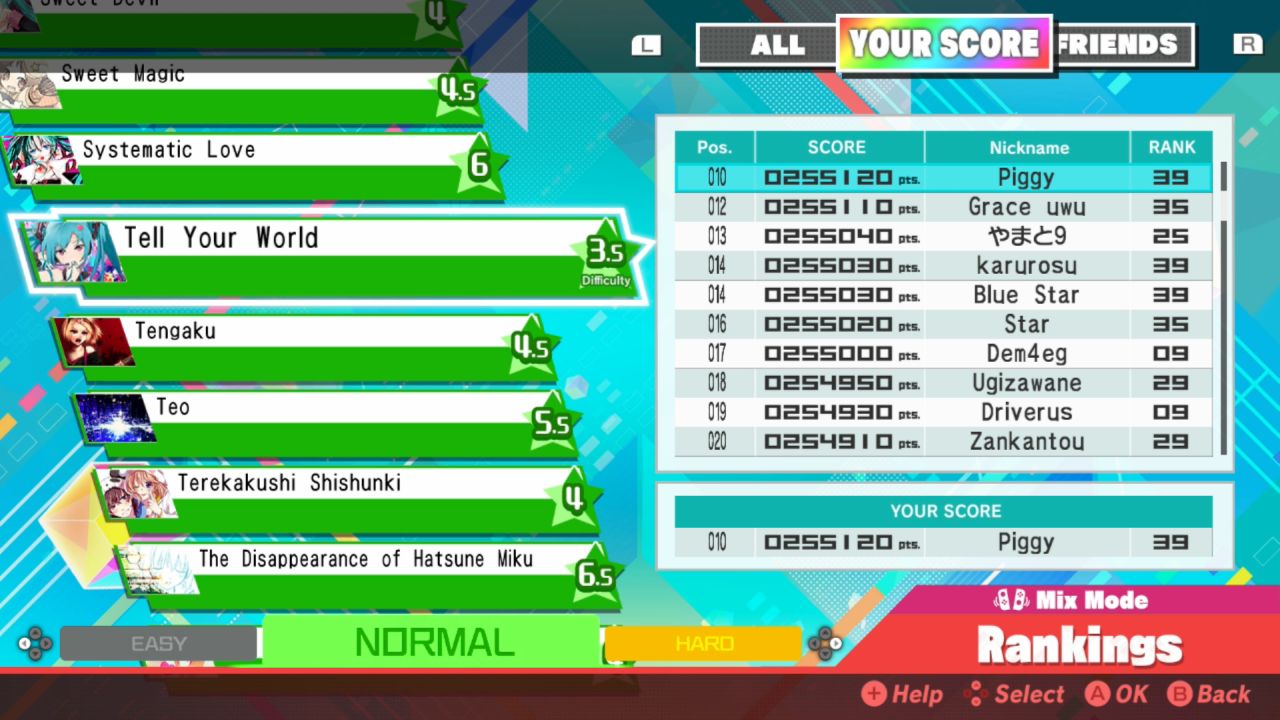 Sweet Devil
4
Sweet Magic
4.5
Systematic Love
6
Tell Your World
3.5
Difficulty
Tengaku
4.5
Teo
5.5
Terekakushi Shishunki
4
The Disappearance of Hatsune Miku
6.5
EASY NORMAL HARD
L ALL YOUR SCORE FRIENDS R
Pos. SCORE Nickname RANK
010 0255120 pts. Piggy 39
012 0255110 pts. Grace uwu 35
013 0255040 pts. やまと9 25
014 0255030 pts. karurosu 39
014 0255030 pts. Blue Star 39
016 0255020 pts. Star 35
017 0255000 pts. Dem4eg 09
018 0254950 pts. Ugizawane 29
019 0254930 pts. Driverus 09
020 0254910 pts. Zankantou 29
YOUR SCORE
010 0255120 pts. Piggy 39
Mix Mode
Rankings
+ Help Select A OK B Back